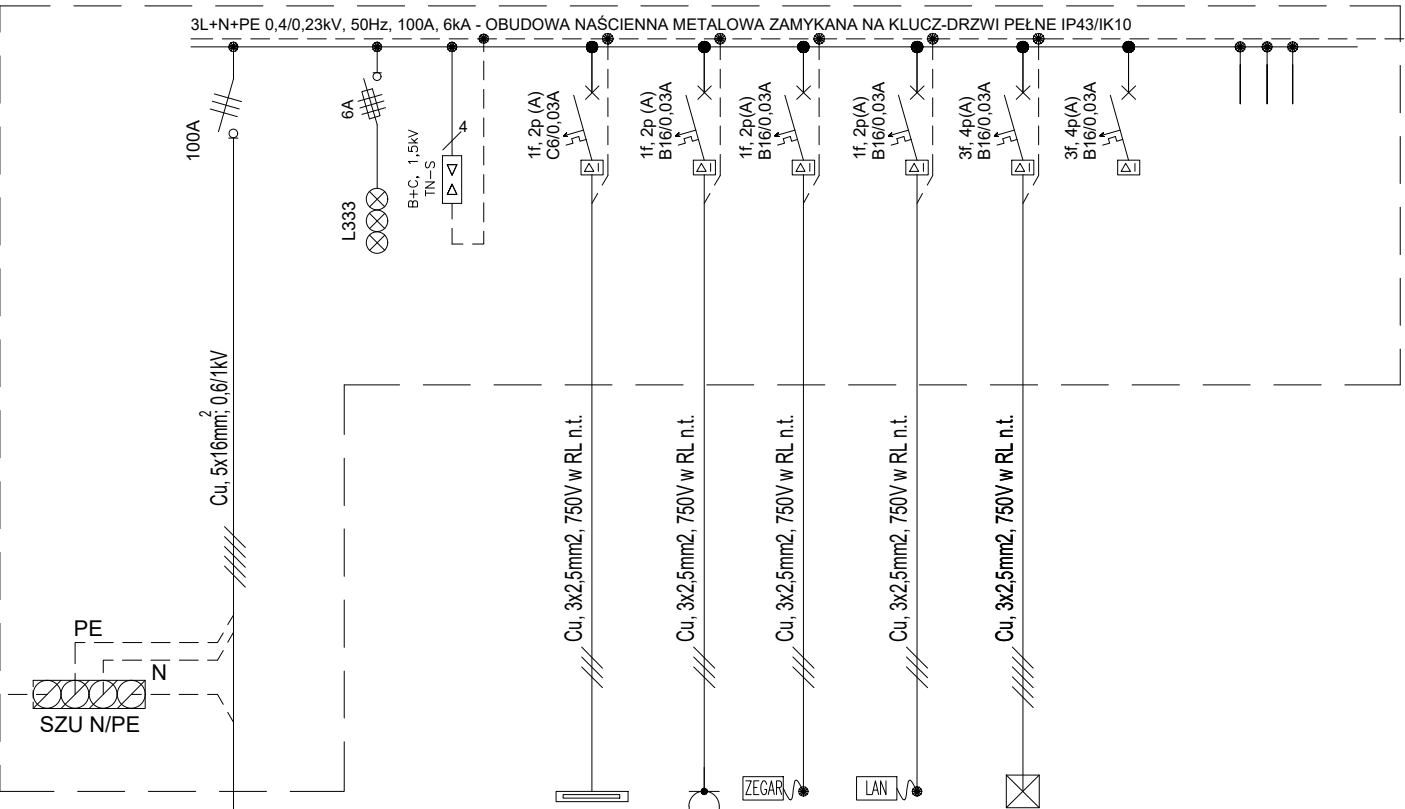 3L+N+PE 0,4/0,23kV, 50Hz, 100A, 6kA - OBUDOWA NAŚCIENNA METALOWA ZAMYKANA NA KLUCZ-DRZWI PEŁNE IP43/IK10
100A
6A
L333
B+C, 1,5kV
TN-S
4
1f, 2p (A)
C6/0,03A
1f, 2p (A)
B16/0,03A
1f, 2p(A)
B16/0,03A
1f, 2p(A)
B16/0,03A
3f, 4p(A)
B16/0,03A
3f, 4p(A)
B16/0,03A
Cu, 5x16mm², 0,6/1kV
Cu, 3x2,5mm2, 750V w RL n.t.
Cu, 3x2,5mm2, 750V w RL n.t.
Cu, 3x2,5mm2, 750V w RL n.t.
Cu, 3x2,5mm2, 750V w RL n.t.
Cu, 3x2,5mm2, 750V w RL n.t.
PE
N
SZU N/PE
ZEGAR
LAN